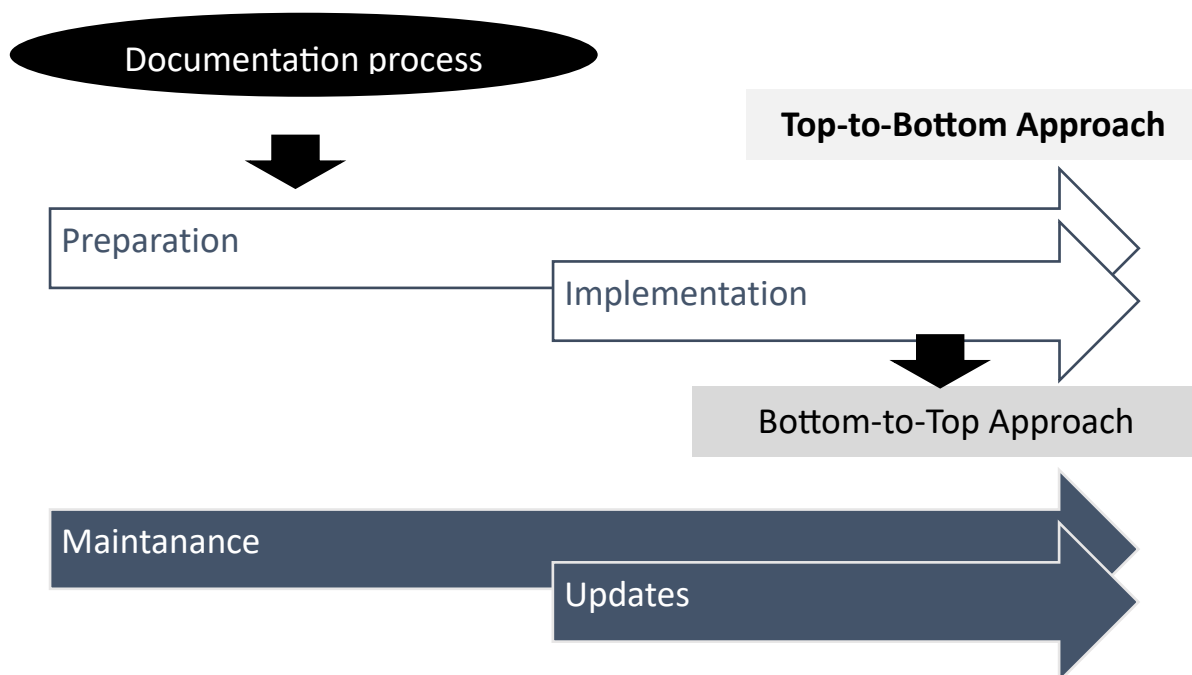 Documentation process
Top-to-Bottom Approach
Preparation
Implementation
Bottom-to-Top Approach
Maintanance
Updates